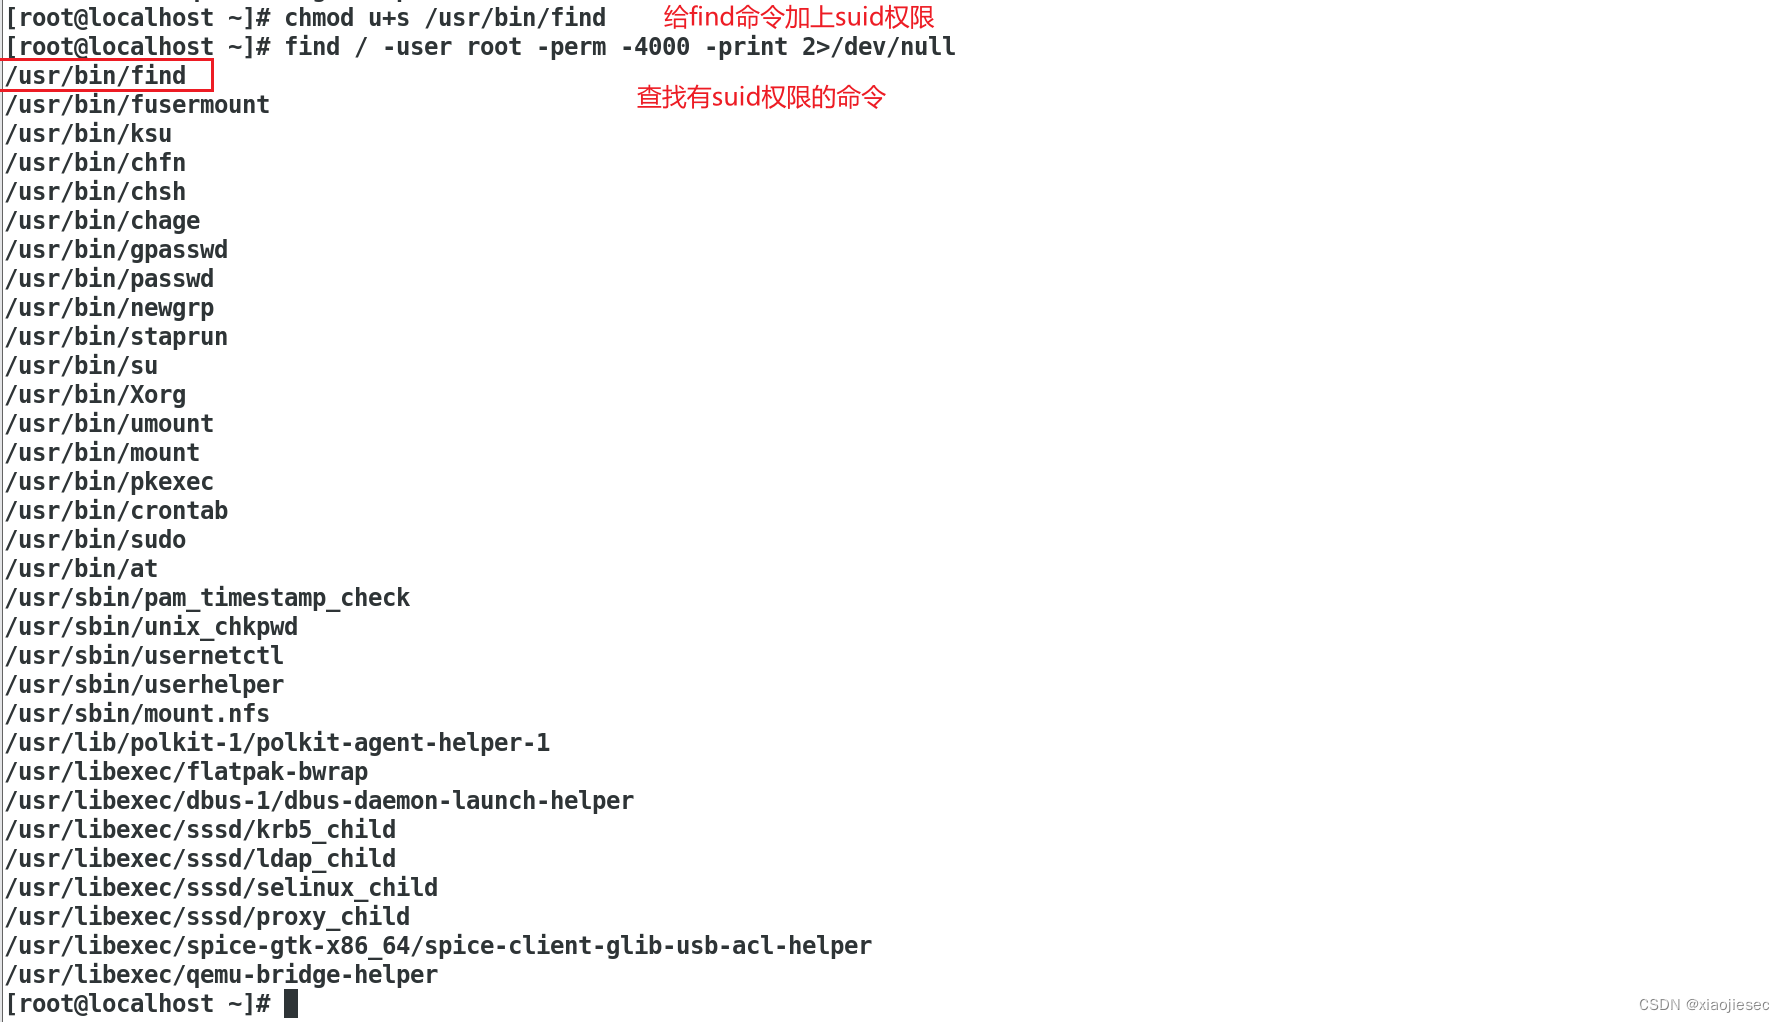 [root@localhost ~]# chmod u+s /usr/bin/find 给find命令加上suid权限
[root@localhost ~]# find / -user root -perm -4000 -print 2>/dev/null
/usr/bin/find
查找有suid权限的命令
/usr/bin/fusermount
/usr/bin/ksu
/usr/bin/chfn
/usr/bin/chsh
/usr/bin/chage
/usr/bin/gpasswd
/usr/bin/passwd
/usr/bin/newgrp
/usr/bin/staprun
/usr/bin/su
/usr/bin/Xorg
/usr/bin/umount
/usr/bin/mount
/usr/bin/pkexec
/usr/bin/crontab
/usr/bin/sudo
/usr/bin/at
/usr/sbin/pam_timestamp_check
/usr/sbin/unix_chkpwd
/usr/sbin/usernetctl
/usr/sbin/userhelper
/usr/sbin/mount.nfs
/usr/lib/polkit-1/polkit-agent-helper-1
/usr/libexec/flatpak-bwrap
/usr/libexec/dbus-1/dbus-daemon-launch-helper
/usr/libexec/sssd/krb5_child
/usr/libexec/sssd/ldap_child
/usr/libexec/sssd/selinux_child
/usr/libexec/sssd/proxy_child
/usr/libexec/spice-gtk-x86_64/spice-client-glib-usb-acl-helper
/usr/libexec/qemu-bridge-helper
[root@localhost ~]#
CSDN @xiaojiesec